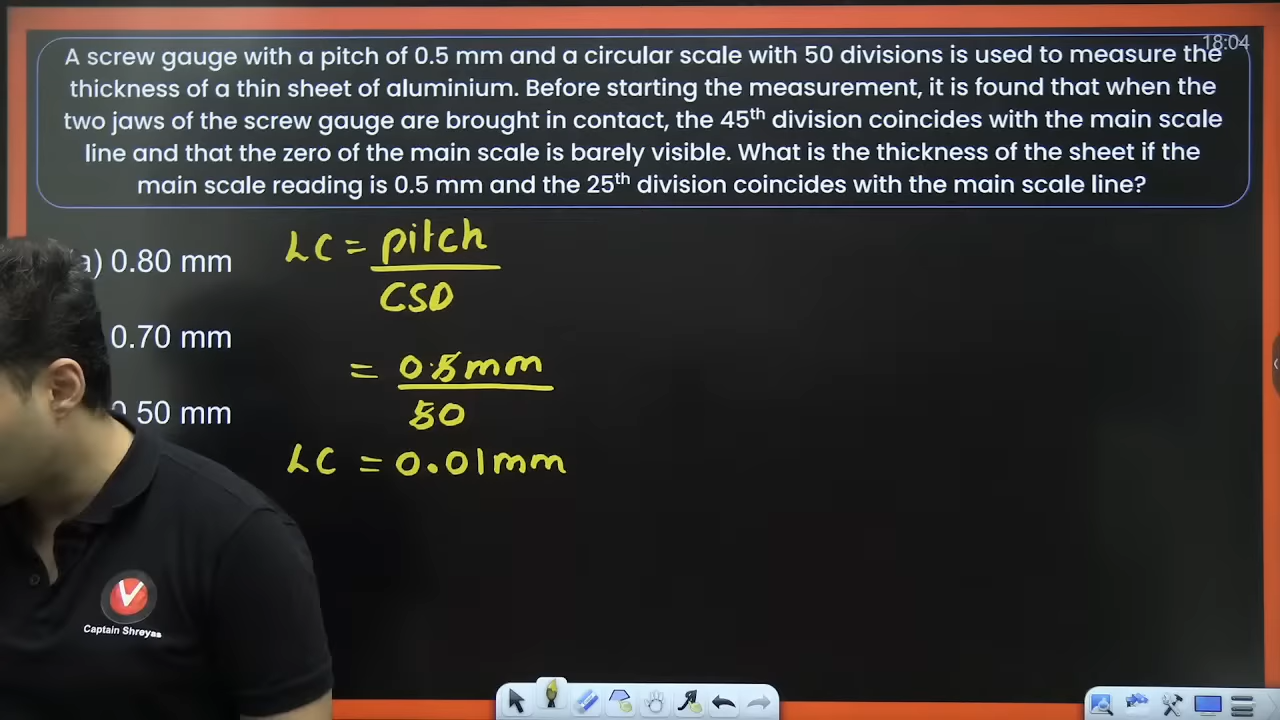 18:04
A screw gauge with a pitch of 0.5 mm and a circular scale with 50 divisions is used to measure the
thickness of a thin sheet of aluminium. Before starting the measurement, it is found that when the
two jaws of the screw gauge are brought in contact, the 45th division coincides with the main scale
line and that the zero of the main scale is barely visible. What is the thickness of the sheet if the
main scale reading is 0.5 mm and the 25th division coincides with the main scale line?
a) 0.80 mm
0.70 mm
0.50 mm
LC = pitch
CSD
= 0.5mm
50
LC = 0.01mm
V
Captain Shreyas